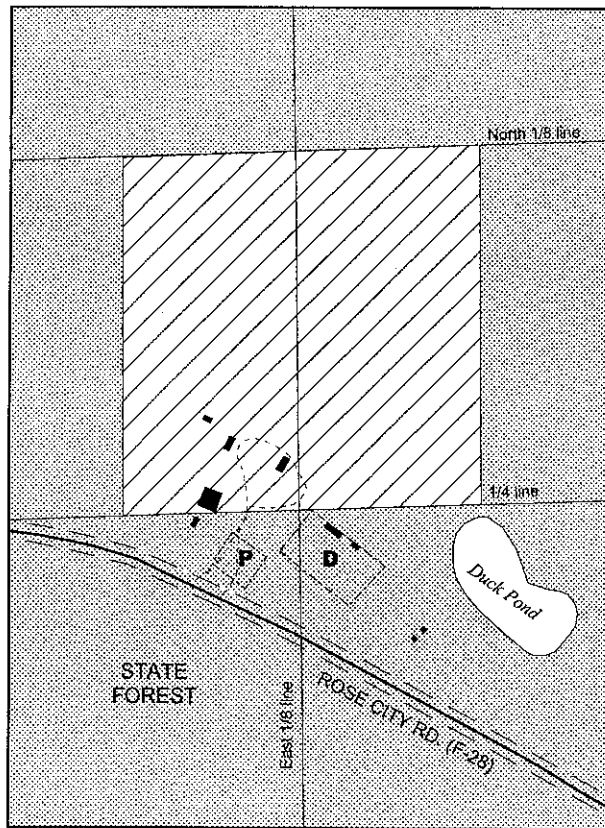 North 1/8 line
1/4 line
P
D
Duck Pond
STATE
FOREST
East 1/8 line
ROSE CITY RD. (F-28)